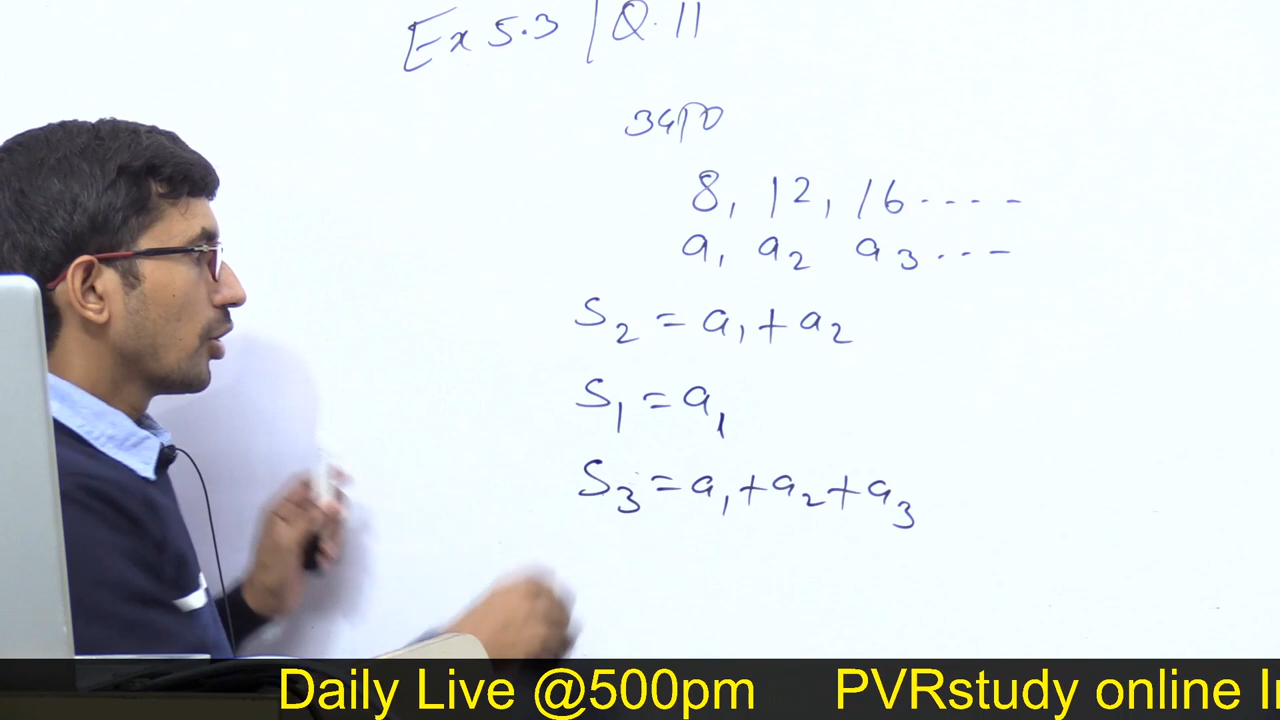 Ex 5.3 / Q.11
8, 12, 16 ....
a₁ a₂ a₃ ...
S₂ = a₁ + a₂
S₁ = a₁
S₃ = a₁ + a₂ + a₃
Daily Live @500pm PVRstudy online